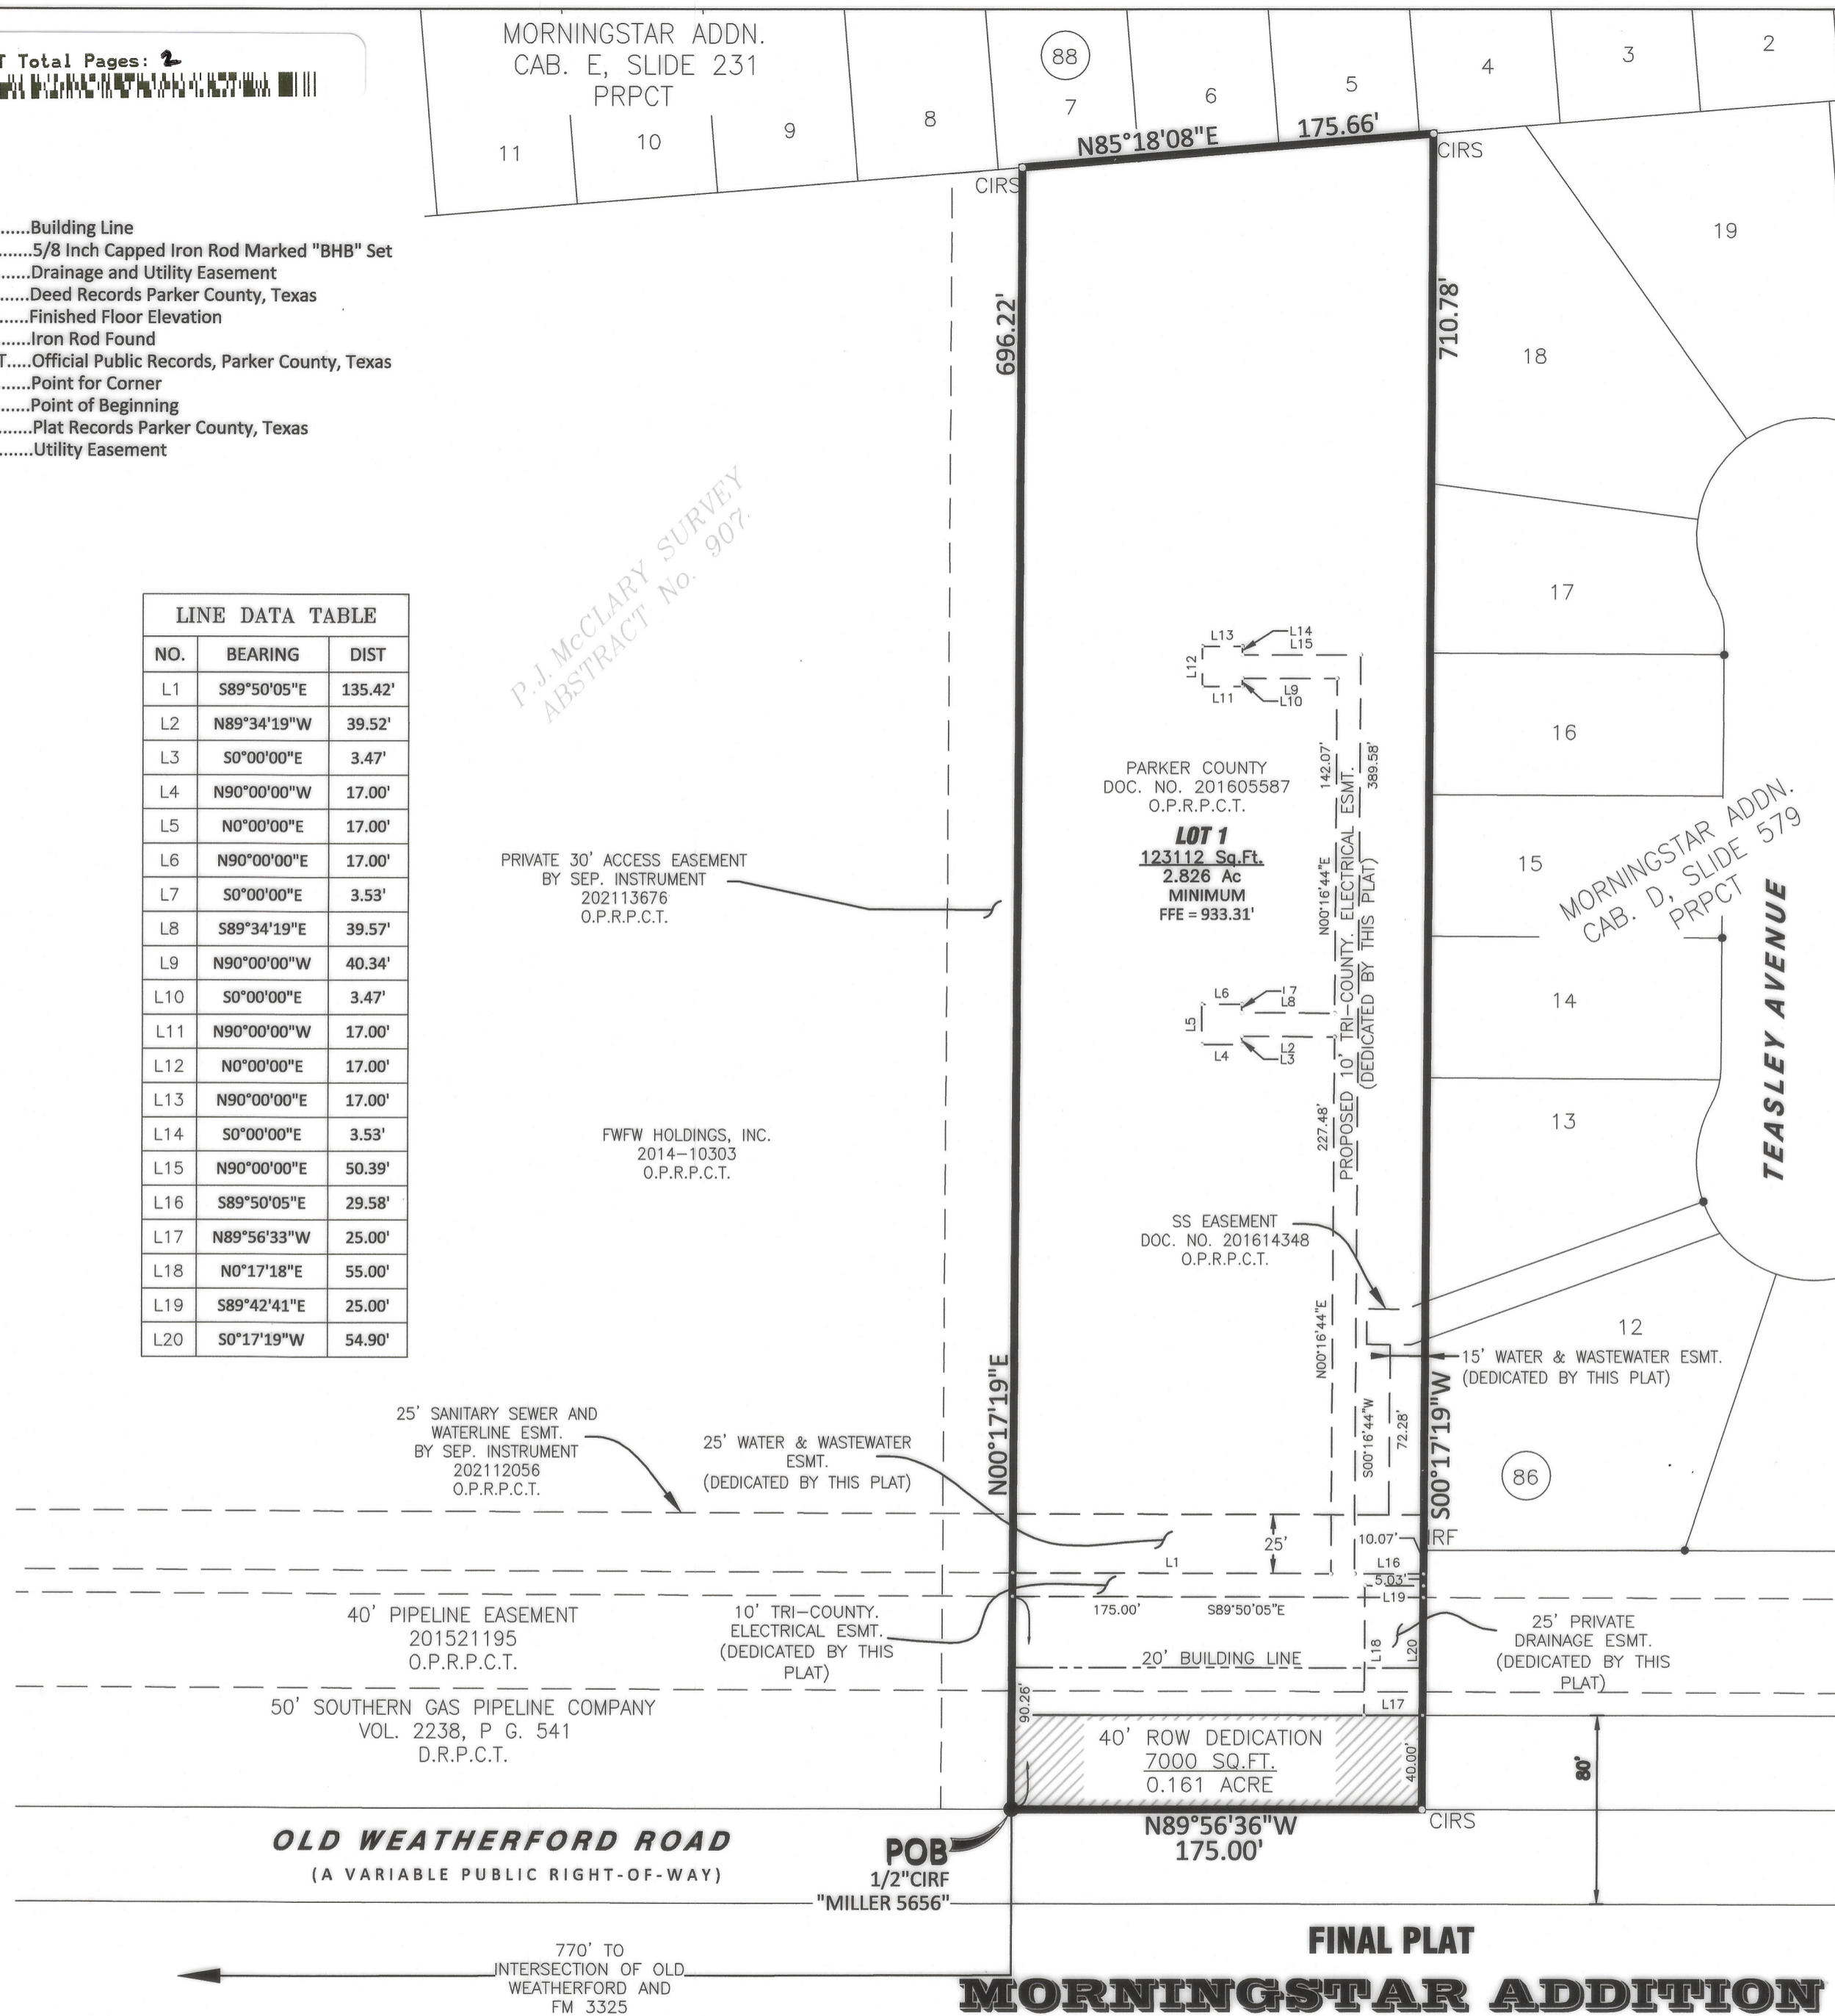 T Total Pages: 2
MORNINGSTAR ADDN.
CAB. E, SLIDE 231
PRPCT
88
11
10
9
8
7
6
5
4
3
2
N85°18'08"E
175.66'
CIRS
CIRS
......Building Line
.......5/8 Inch Capped Iron Rod Marked "BHB" Set
......Drainage and Utility Easement
......Deed Records Parker County, Texas
......Finished Floor Elevation
......Iron Rod Found
T.....Official Public Records, Parker County, Texas
......Point for Corner
......Point of Beginning
.......Plat Records Parker County, Texas
.......Utility Easement
696.22'
710.78'
19
18
17
16
15
14
13
12
P.J. McCLARY SURVEY
ABSTRACT No. 907.
LINE DATA TABLE
NO. BEARING DIST
L1 S89°50'05"E 135.42'
L2 N89°34'19"W 39.52'
L3 S0°00'00"E 3.47'
L4 N90°00'00"W 17.00'
L5 N0°00'00"E 17.00'
L6 N90°00'00"E 17.00'
L7 S0°00'00"E 3.53'
L8 S89°34'19"E 39.57'
L9 N90°00'00"W 40.34'
L10 S0°00'00"E 3.47'
L11 N90°00'00"W 17.00'
L12 N0°00'00"E 17.00'
L13 N90°00'00"E 17.00'
L14 S0°00'00"E 3.53'
L15 N90°00'00"E 50.39'
L16 S89°50'05"E 29.58'
L17 N89°56'33"W 25.00'
L18 N0°17'18"E 55.00'
L19 S89°42'41"E 25.00'
L20 S0°17'19"W 54.90'
L13
L14
L15
L12
L11
L9
L10
PARKER COUNTY
DOC. NO. 201605587
O.P.R.P.C.T.
LOT 1
123112 Sq.Ft.
2.826 Ac
MINIMUM
FFE = 933.31'
142.07'
N00°16'44"E
389.58'
PROPOSED 10' TRI-COUNTY. ELECTRICAL ESMT.
(DEDICATED BY THIS PLAT)
L6
L7
L8
L5
L4
L2
L3
227.48'
N00°16'44"E
PRIVATE 30' ACCESS EASEMENT
BY SEP. INSTRUMENT
202113676
O.P.R.P.C.T.
FWFW HOLDINGS, INC.
2014-10303
O.P.R.P.C.T.
MORNINGSTAR ADDN.
CAB. D, SLIDE 579
PRPCT
TEASLEY AVENUE
SS EASEMENT
DOC. NO. 201614348
O.P.R.P.C.T.
15' WATER & WASTEWATER ESMT.
(DEDICATED BY THIS PLAT)
S00°16'44"W
72.28'
N00°17'19"E
S00°17'19"W
86
IRF
25' SANITARY SEWER AND
WATERLINE ESMT.
BY SEP. INSTRUMENT
202112056
O.P.R.P.C.T.
25' WATER & WASTEWATER
ESMT.
(DEDICATED BY THIS PLAT)
25'
10.07'
L1
L16
5.03'
L19
175.00'
S89°50'05"E
40' PIPELINE EASEMENT
201521195
O.P.R.P.C.T.
10' TRI-COUNTY.
ELECTRICAL ESMT.
(DEDICATED BY THIS
PLAT)
L18
L20
25' PRIVATE
DRAINAGE ESMT.
(DEDICATED BY THIS
PLAT)
20' BUILDING LINE
L17
90.26'
50' SOUTHERN GAS PIPELINE COMPANY
VOL. 2238, P G. 541
D.R.P.C.T.
40' ROW DEDICATION
7000 SQ.FT.
0.161 ACRE
40.00'
80'
N89°56'36"W
175.00'
CIRS
OLD WEATHERFORD ROAD
(A VARIABLE PUBLIC RIGHT-OF-WAY)
POB
1/2"CIRF
"MILLER 5656"
770' TO
INTERSECTION OF OLD
WEATHERFORD AND
FM 3325
FINAL PLAT
MORNINGSTAR ADDITION